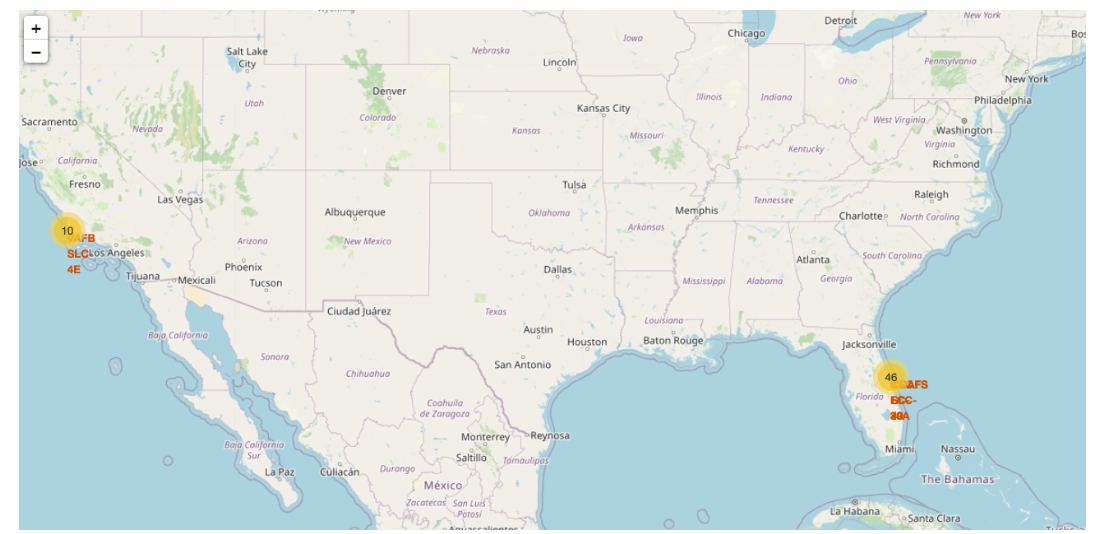 +
−
Wyoming
Iowa
Chicago
Detroit
New York
Bos
Salt Lake
City
Nebraska
Lincoln
Pennsylvania
New York
Denver
Utah
Colorado
Illinois
Indiana
Ohio
Philadelphia
Kansas City
Sacramento
Nevada
Kansas
Missouri
West Virginia
Washington
Virginia
Kentucky
Jose
California
Richmond
Fresno
Las Vegas
Tulsa
Raleigh
Albuquerque
Oklahoma
Memphis
Tennessee
Charlotte
North Carolina
10
VAFB
SLC-
4E
Los Angeles
Arizona
New Mexico
Arkansas
Atlanta
South Carolina
Phoenix
Dallas
Tijuana
Mexicali
Tucson
Mississippi
Alabama
Georgia
Ciudad Juárez
Texas
Louisiana
Austin
Houston
Baton Rouge
Jacksonville
Baja California
Sonora
San Antonio
Chihuahua
46
Florida
Coahuila
de Zaragoza
Monterrey
Reynosa
Baja California
Sur
Saltillo
Tamaulipas
Miami
Nassau
La Paz
Culiacán
Durango
México
The Bahamas
Zacatecas
San Luis
Potosí
La Habana
Santa Clara
Aguascalientes